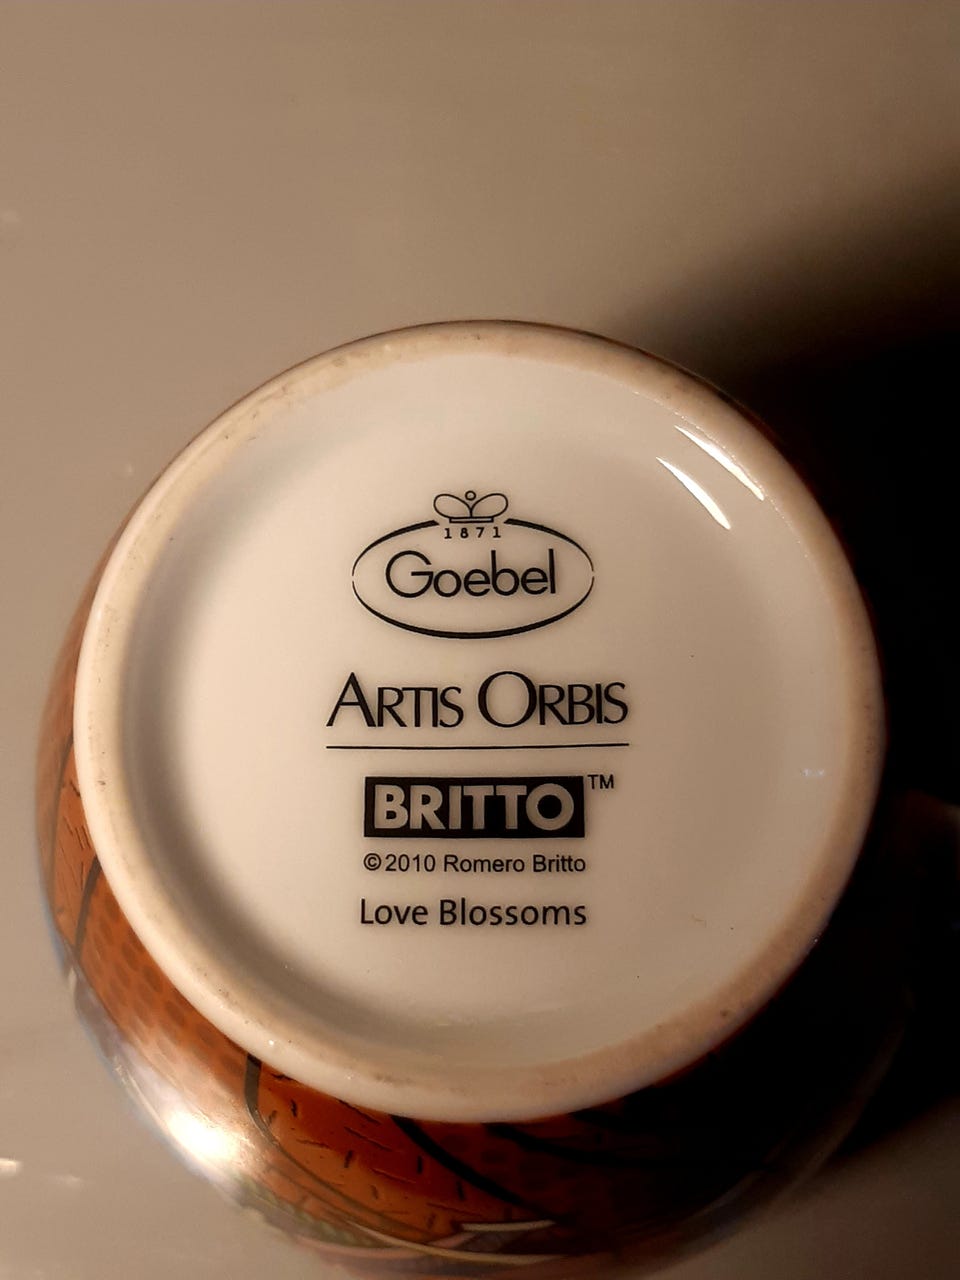 1871
Goebel
ARTIS ORBIS
BRITTO™
©2010 Romero Britto
Love Blossoms